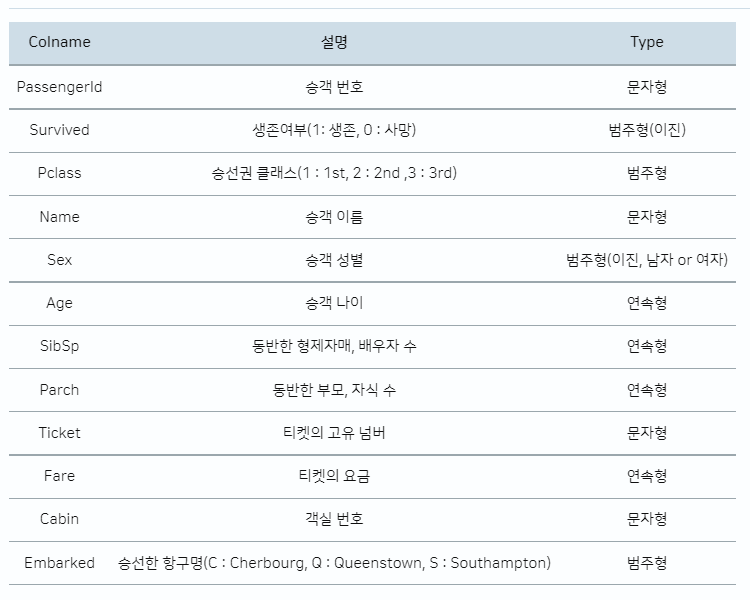 Colname 설명 Type
PassengerId 승객 번호 문자형
Survived 생존여부(1: 생존, 0 : 사망) 범주형(이진)
Pclass 승선권 클래스(1 : 1st, 2 : 2nd ,3 : 3rd) 범주형
Name 승객 이름 문자형
Sex 승객 성별 범주형(이진, 남자 or 여자)
Age 승객 나이 연속형
SibSp 동반한 형제자매, 배우자 수 연속형
Parch 동반한 부모, 자식 수 연속형
Ticket 티켓의 고유 넘버 문자형
Fare 티켓의 요금 연속형
Cabin 객실 번호 문자형
Embarked 승선한 항구명(C : Cherbourg, Q : Queenstown, S : Southampton) 범주형